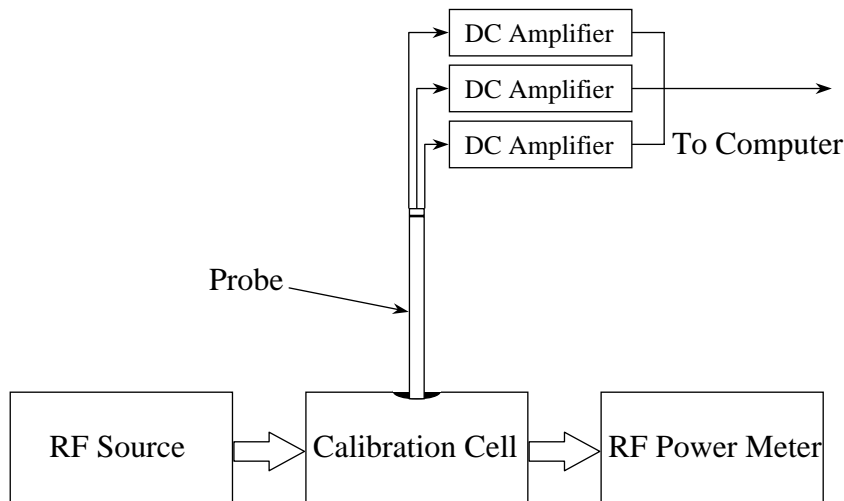 DC Amplifier
DC Amplifier
DC Amplifier
To Computer
Probe
RF Source
Calibration Cell
RF Power Meter